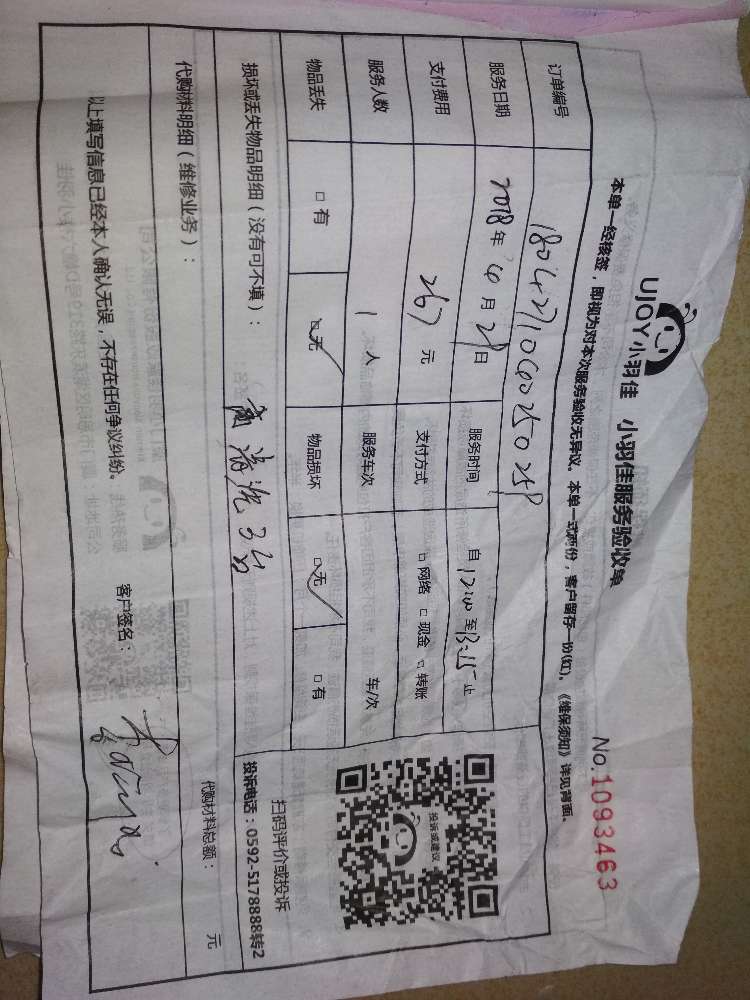 UJOY小羽佳 小羽佳服务验收单 No.1093463
本单一经核签，即视为对本次服务验收无异议。本单一式两份，客户留存一份(红)。《维保须知》详见背面。
订单编号
服务日期 2018年 月 日 服务时间 自12:00至13:15止
支付费用 267元 支付方式 □网络 □现金 □转账
服务人数 1人 服务车次 车/次
物品丢失 □有 □无 物品损坏 □无 □有
损坏或丢失物品明细（没有可不填）： 高清洗3台
代购材料明细（维修业务）： 代购材料总额： 元
投诉或建议
扫码评价或投诉
投诉电话：0592-5178888转2
以上填写信息已经本人确认无误，不存在任何争议纠纷。 客户签名：